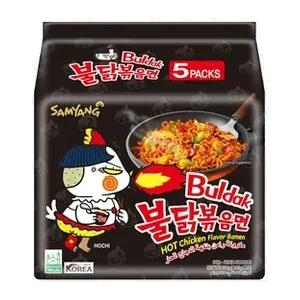 Buldak
불닭볶음면
5 PACKS
SAMYANG
Buldak
불닭볶음면
HOT Chicken Flavor Ramen
HOCHI
KOREA